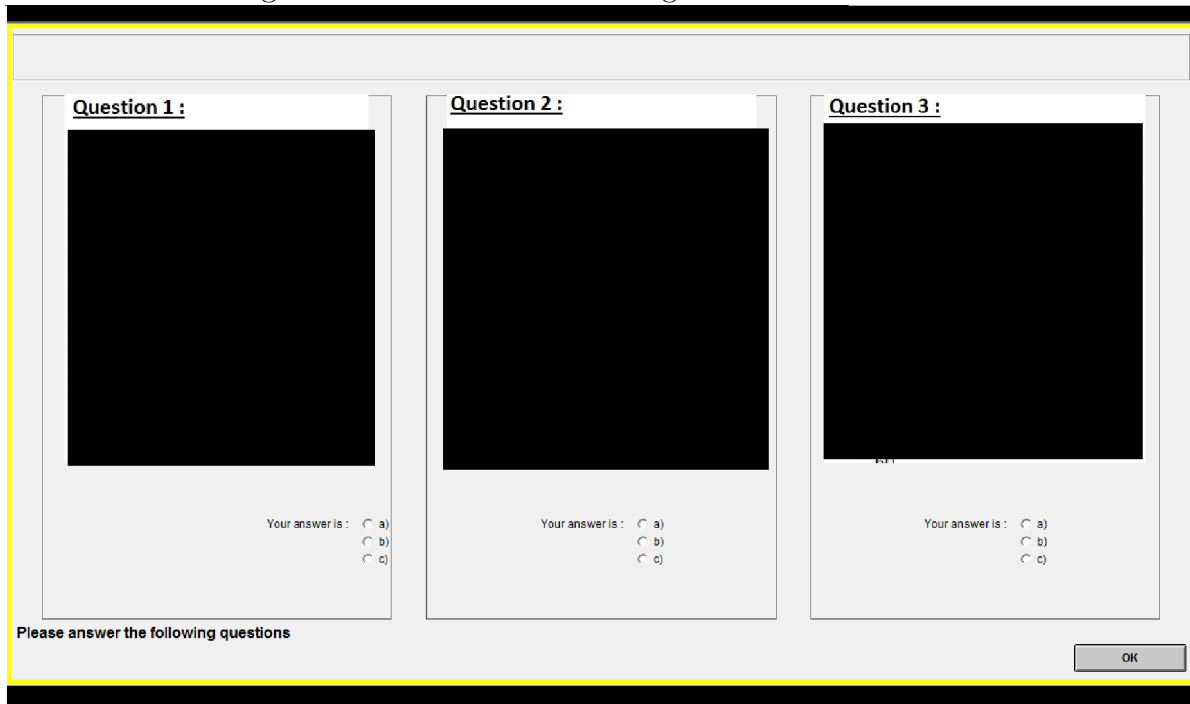 Question 1 :
Your answer is : a)
b)
c)
Question 2 :
Your answer is : a)
b)
c)
Question 3 :
Your answer is : a)
b)
c)
Please answer the following questions
OK